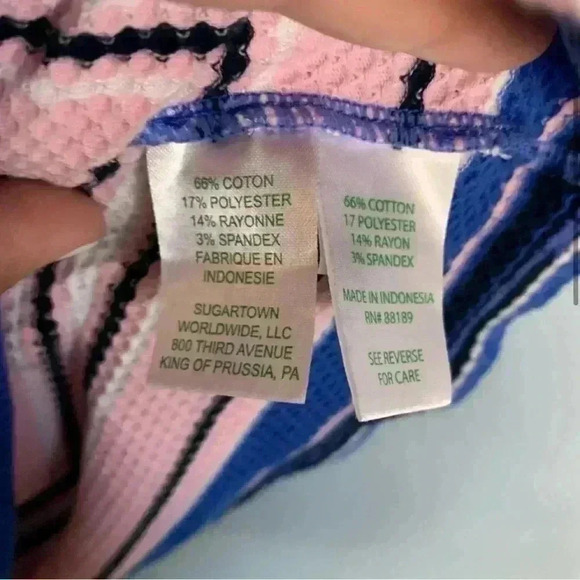 66% COTON
17% POLYESTER
14% RAYONNE
3% SPANDEX
FABRIQUE EN
INDONESIE
SUGARTOWN
WORLDWIDE, LLC
800 THIRD AVENUE
KING OF PRUSSIA, PA
66% COTTON
17 POLYESTER
14% RAYON
3% SPANDEX
MADE IN INDONESIA
RN# 88189
SEE REVERSE
FOR CARE